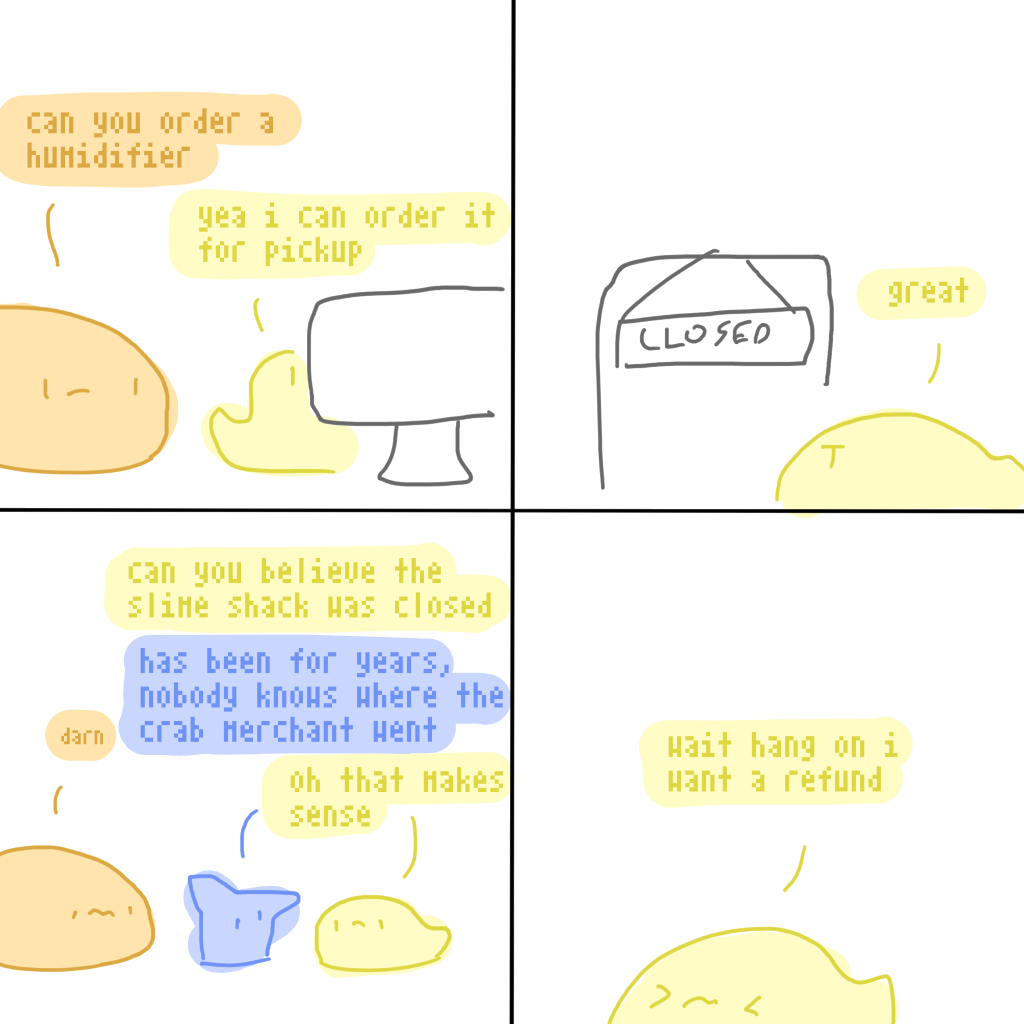 can you order a
humidifier
yea i can order it
for pickup
CLOSED
great
can you believe the
slime shack was closed
has been for years,
nobody knows where the
crab merchant went
darn
oh that makes
sense
wait hang on i
want a refund